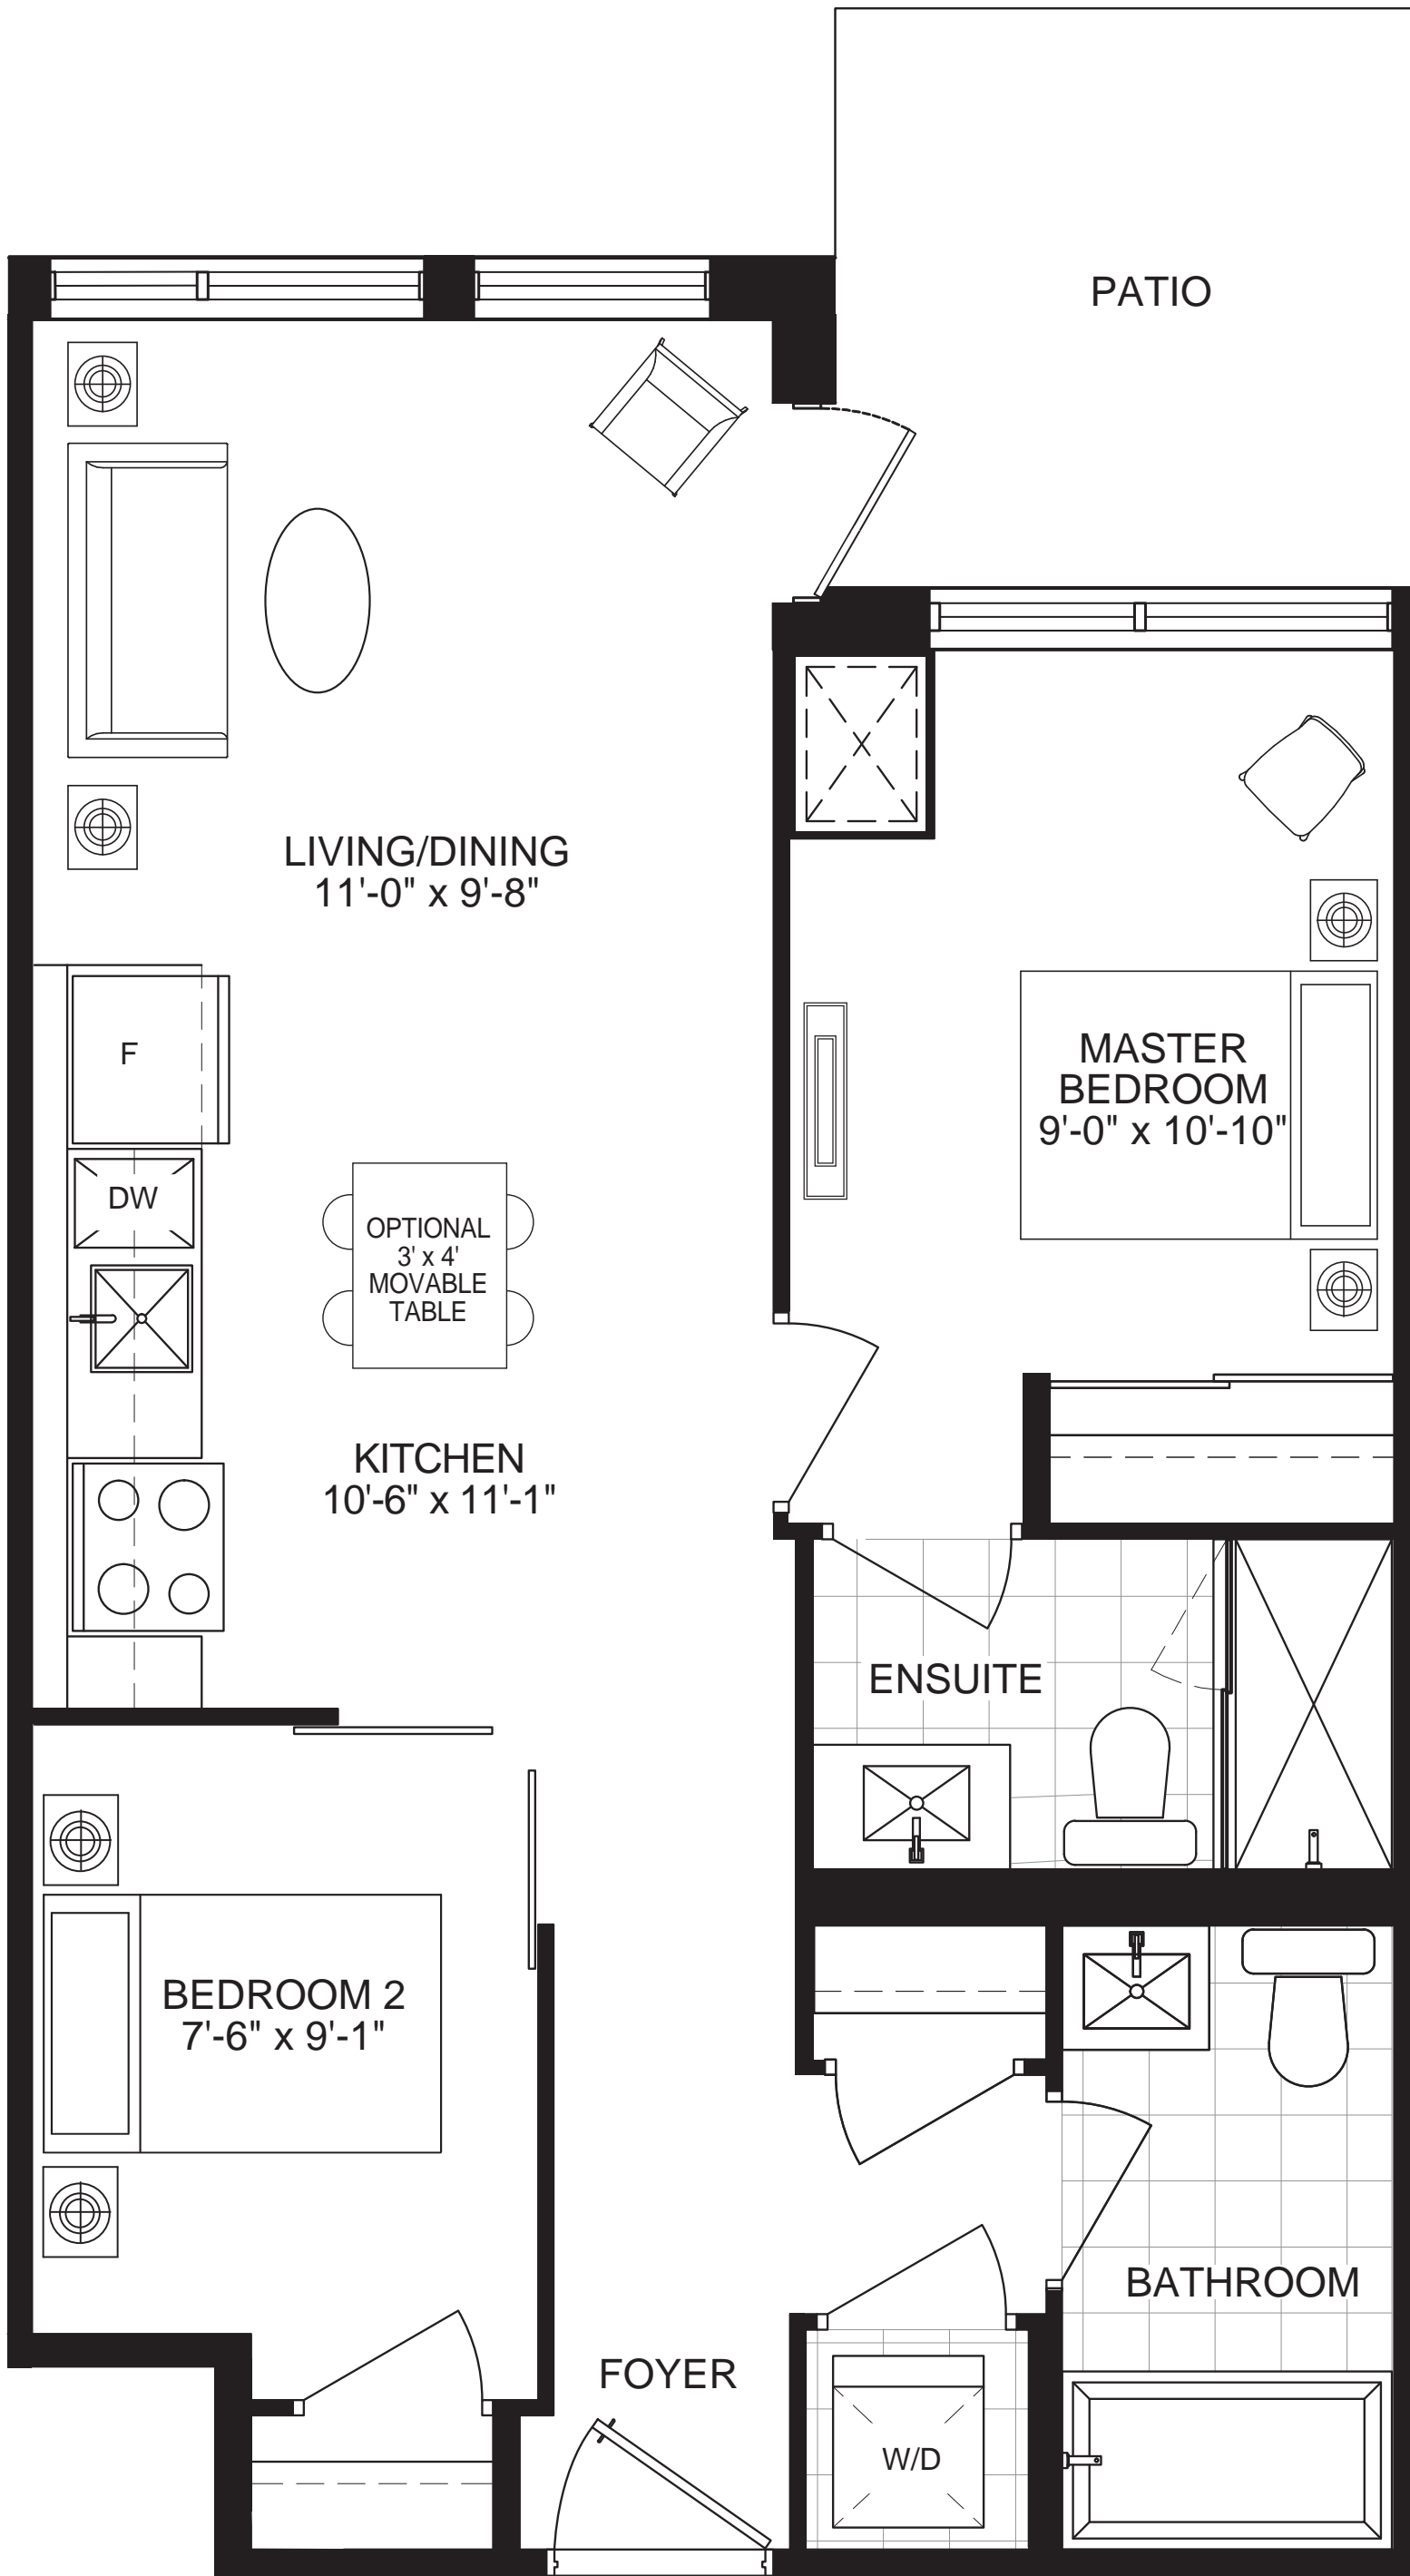 PATIO
LIVING/DINING
11'-0" x 9'-8"
F
MASTER
BEDROOM
9'-0" x 10'-10"
DW
OPTIONAL
3' x 4'
MOVABLE
TABLE
KITCHEN
10'-6" x 11'-1"
ENSUITE
BEDROOM 2
7'-6" x 9'-1"
BATHROOM
FOYER
W/D